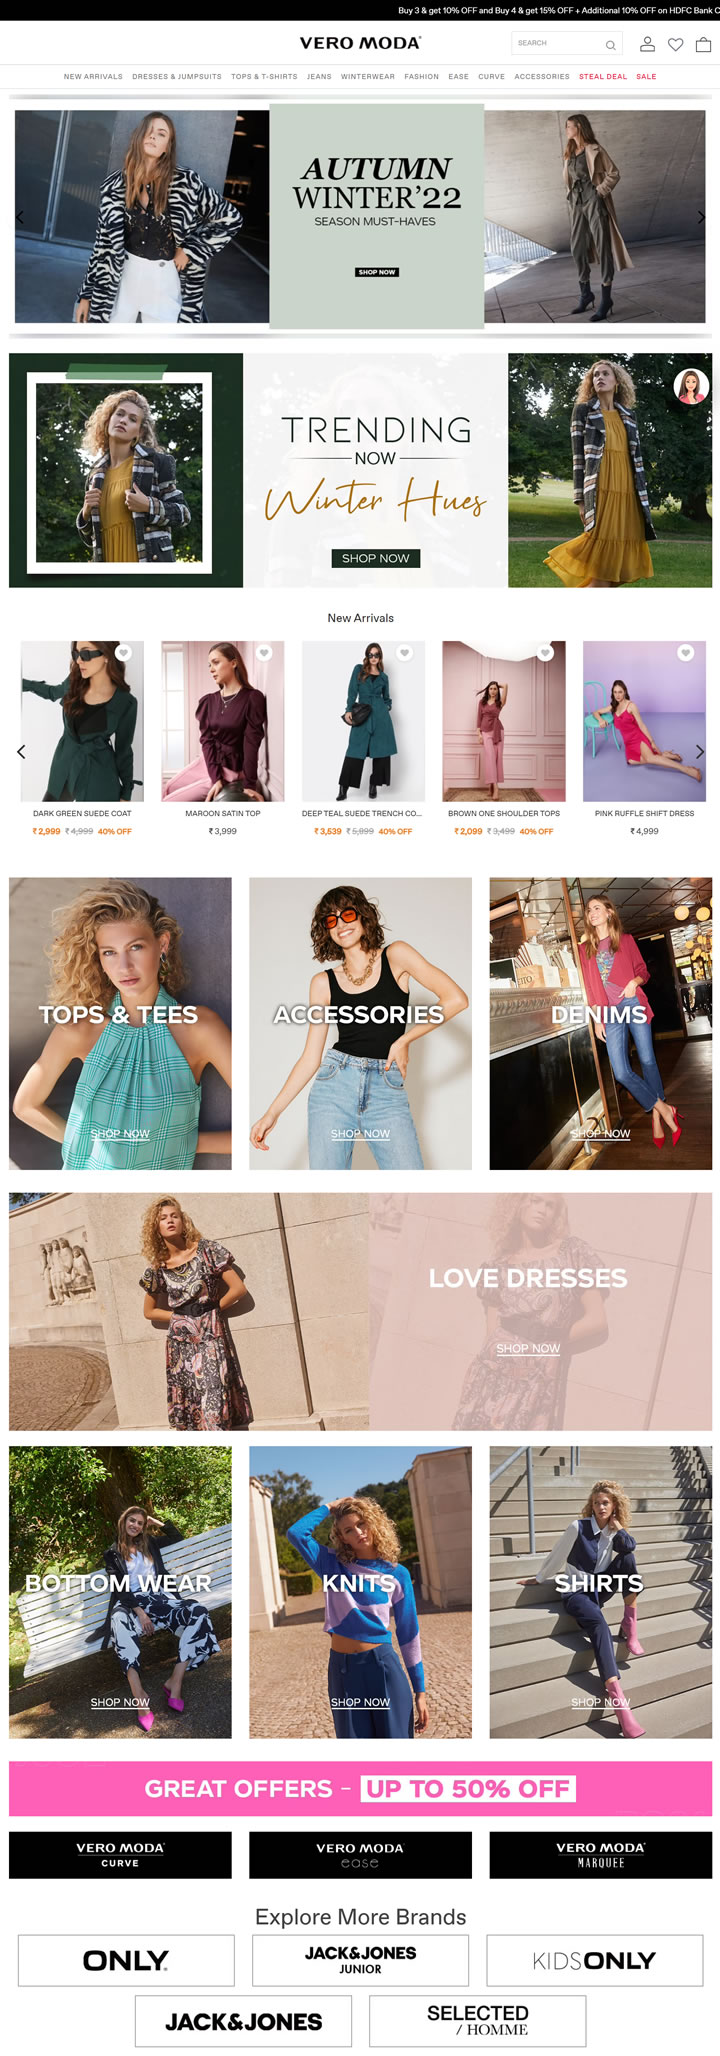 Buy 3 & get 10% OFF and Buy 4 & get 15% OFF + Additional 10% OFF on HDFC Bank C
VERO MODA
SEARCH
NEW ARRIVALS DRESSES & JUMPSUITS TOPS & T-SHIRTS JEANS WINTERWEAR FASHION EASE CURVE ACCESSORIES STEAL DEAL SALE
AUTUMN
WINTER'22
SEASON MUST-HAVES
SHOP NOW
TRENDING
NOW
Winter Hues
SHOP NOW
New Arrivals
DARK GREEN SUEDE COAT
₹2,999 ₹4,999 40% OFF
MAROON SATIN TOP
₹3,999
DEEP TEAL SUEDE TRENCH CO...
₹3,539 ₹5,899 40% OFF
BROWN ONE SHOULDER TOPS
₹2,099 ₹3,499 40% OFF
PINK RUFFLE SHIFT DRESS
₹4,999
TOPS & TEES
SHOP NOW
ACCESSORIES
SHOP NOW
DENIMS
SHOP NOW
LOVE DRESSES
SHOP NOW
BOTTOM WEAR
SHOP NOW
KNITS
SHOP NOW
SHIRTS
SHOP NOW
GREAT OFFERS - UP TO 50% OFF
VERO MODA
CURVE
VERO MODA
ease
VERO MODA
MARQUEE
Explore More Brands
ONLY
JACK&JONES
JUNIOR
KIDSONLY
JACK&JONES
SELECTED
/ HOMME